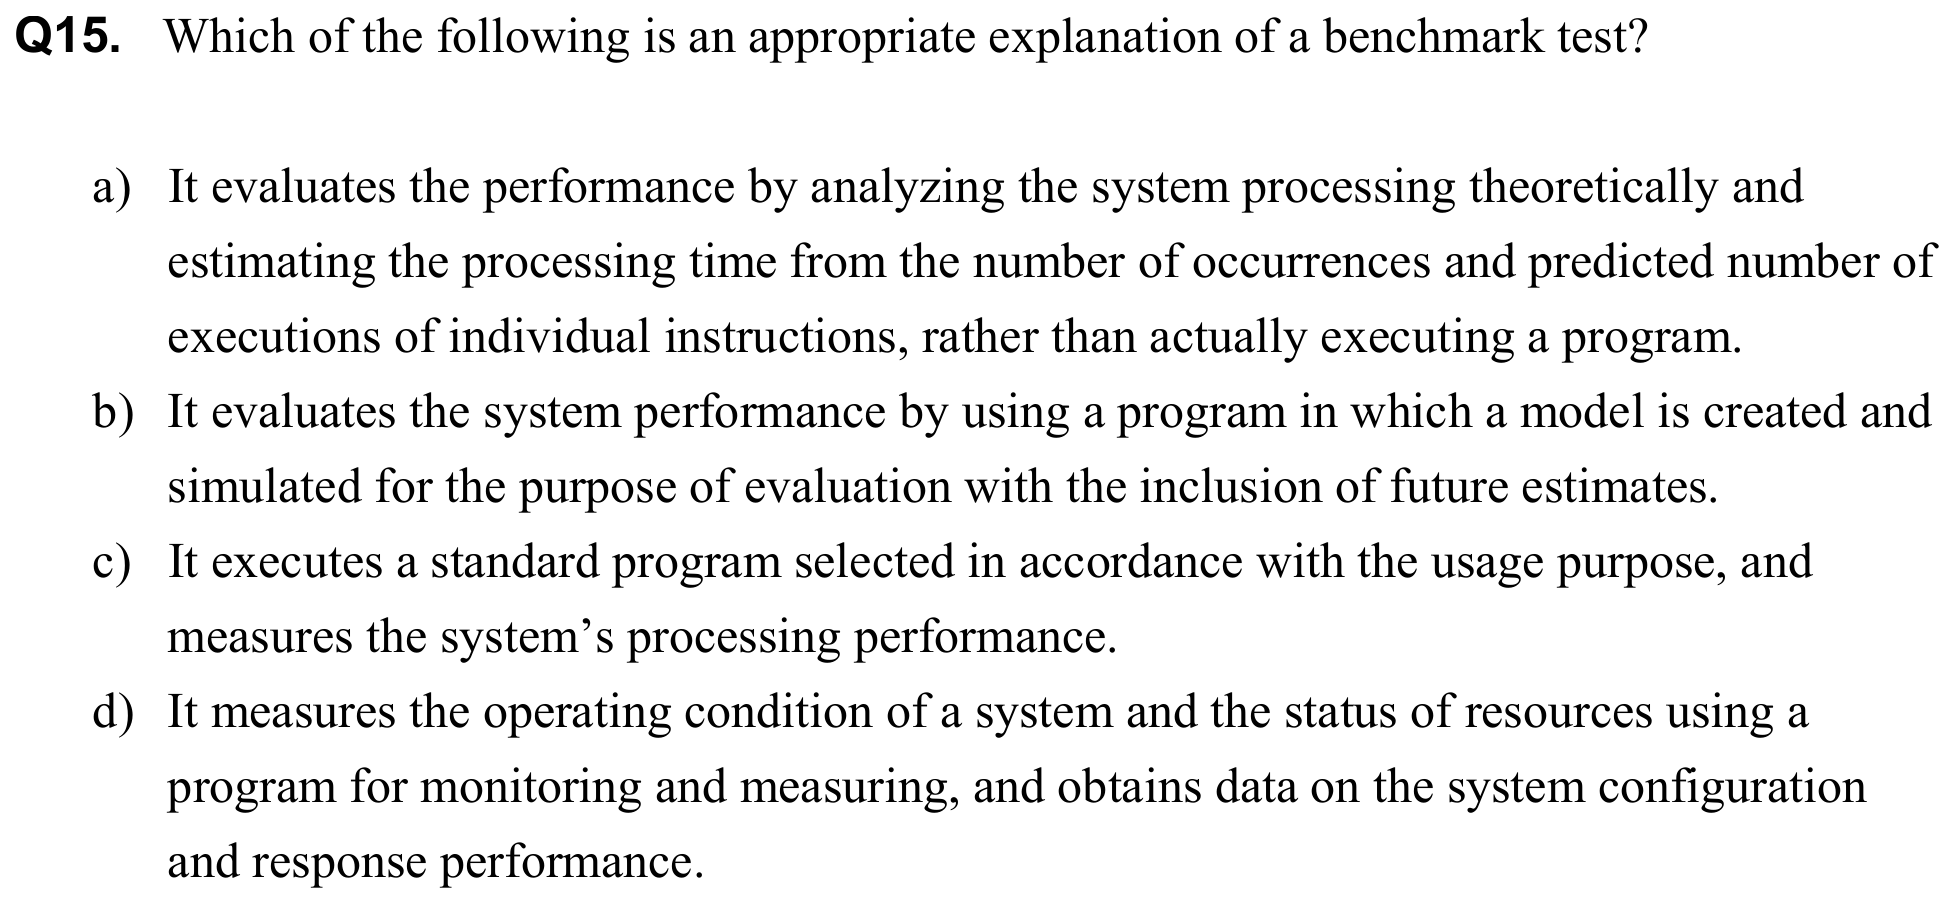 Q15. Which of the following is an appropriate explanation of a benchmark test?
a) It evaluates the performance by analyzing the system processing theoretically and
estimating the processing time from the number of occurrences and predicted number of
executions of individual instructions, rather than actually executing a program.
b) It evaluates the system performance by using a program in which a model is created and
simulated for the purpose of evaluation with the inclusion of future estimates.
c) It executes a standard program selected in accordance with the usage purpose, and
measures the system’s processing performance.
d) It measures the operating condition of a system and the status of resources using a
program for monitoring and measuring, and obtains data on the system configuration
and response performance.